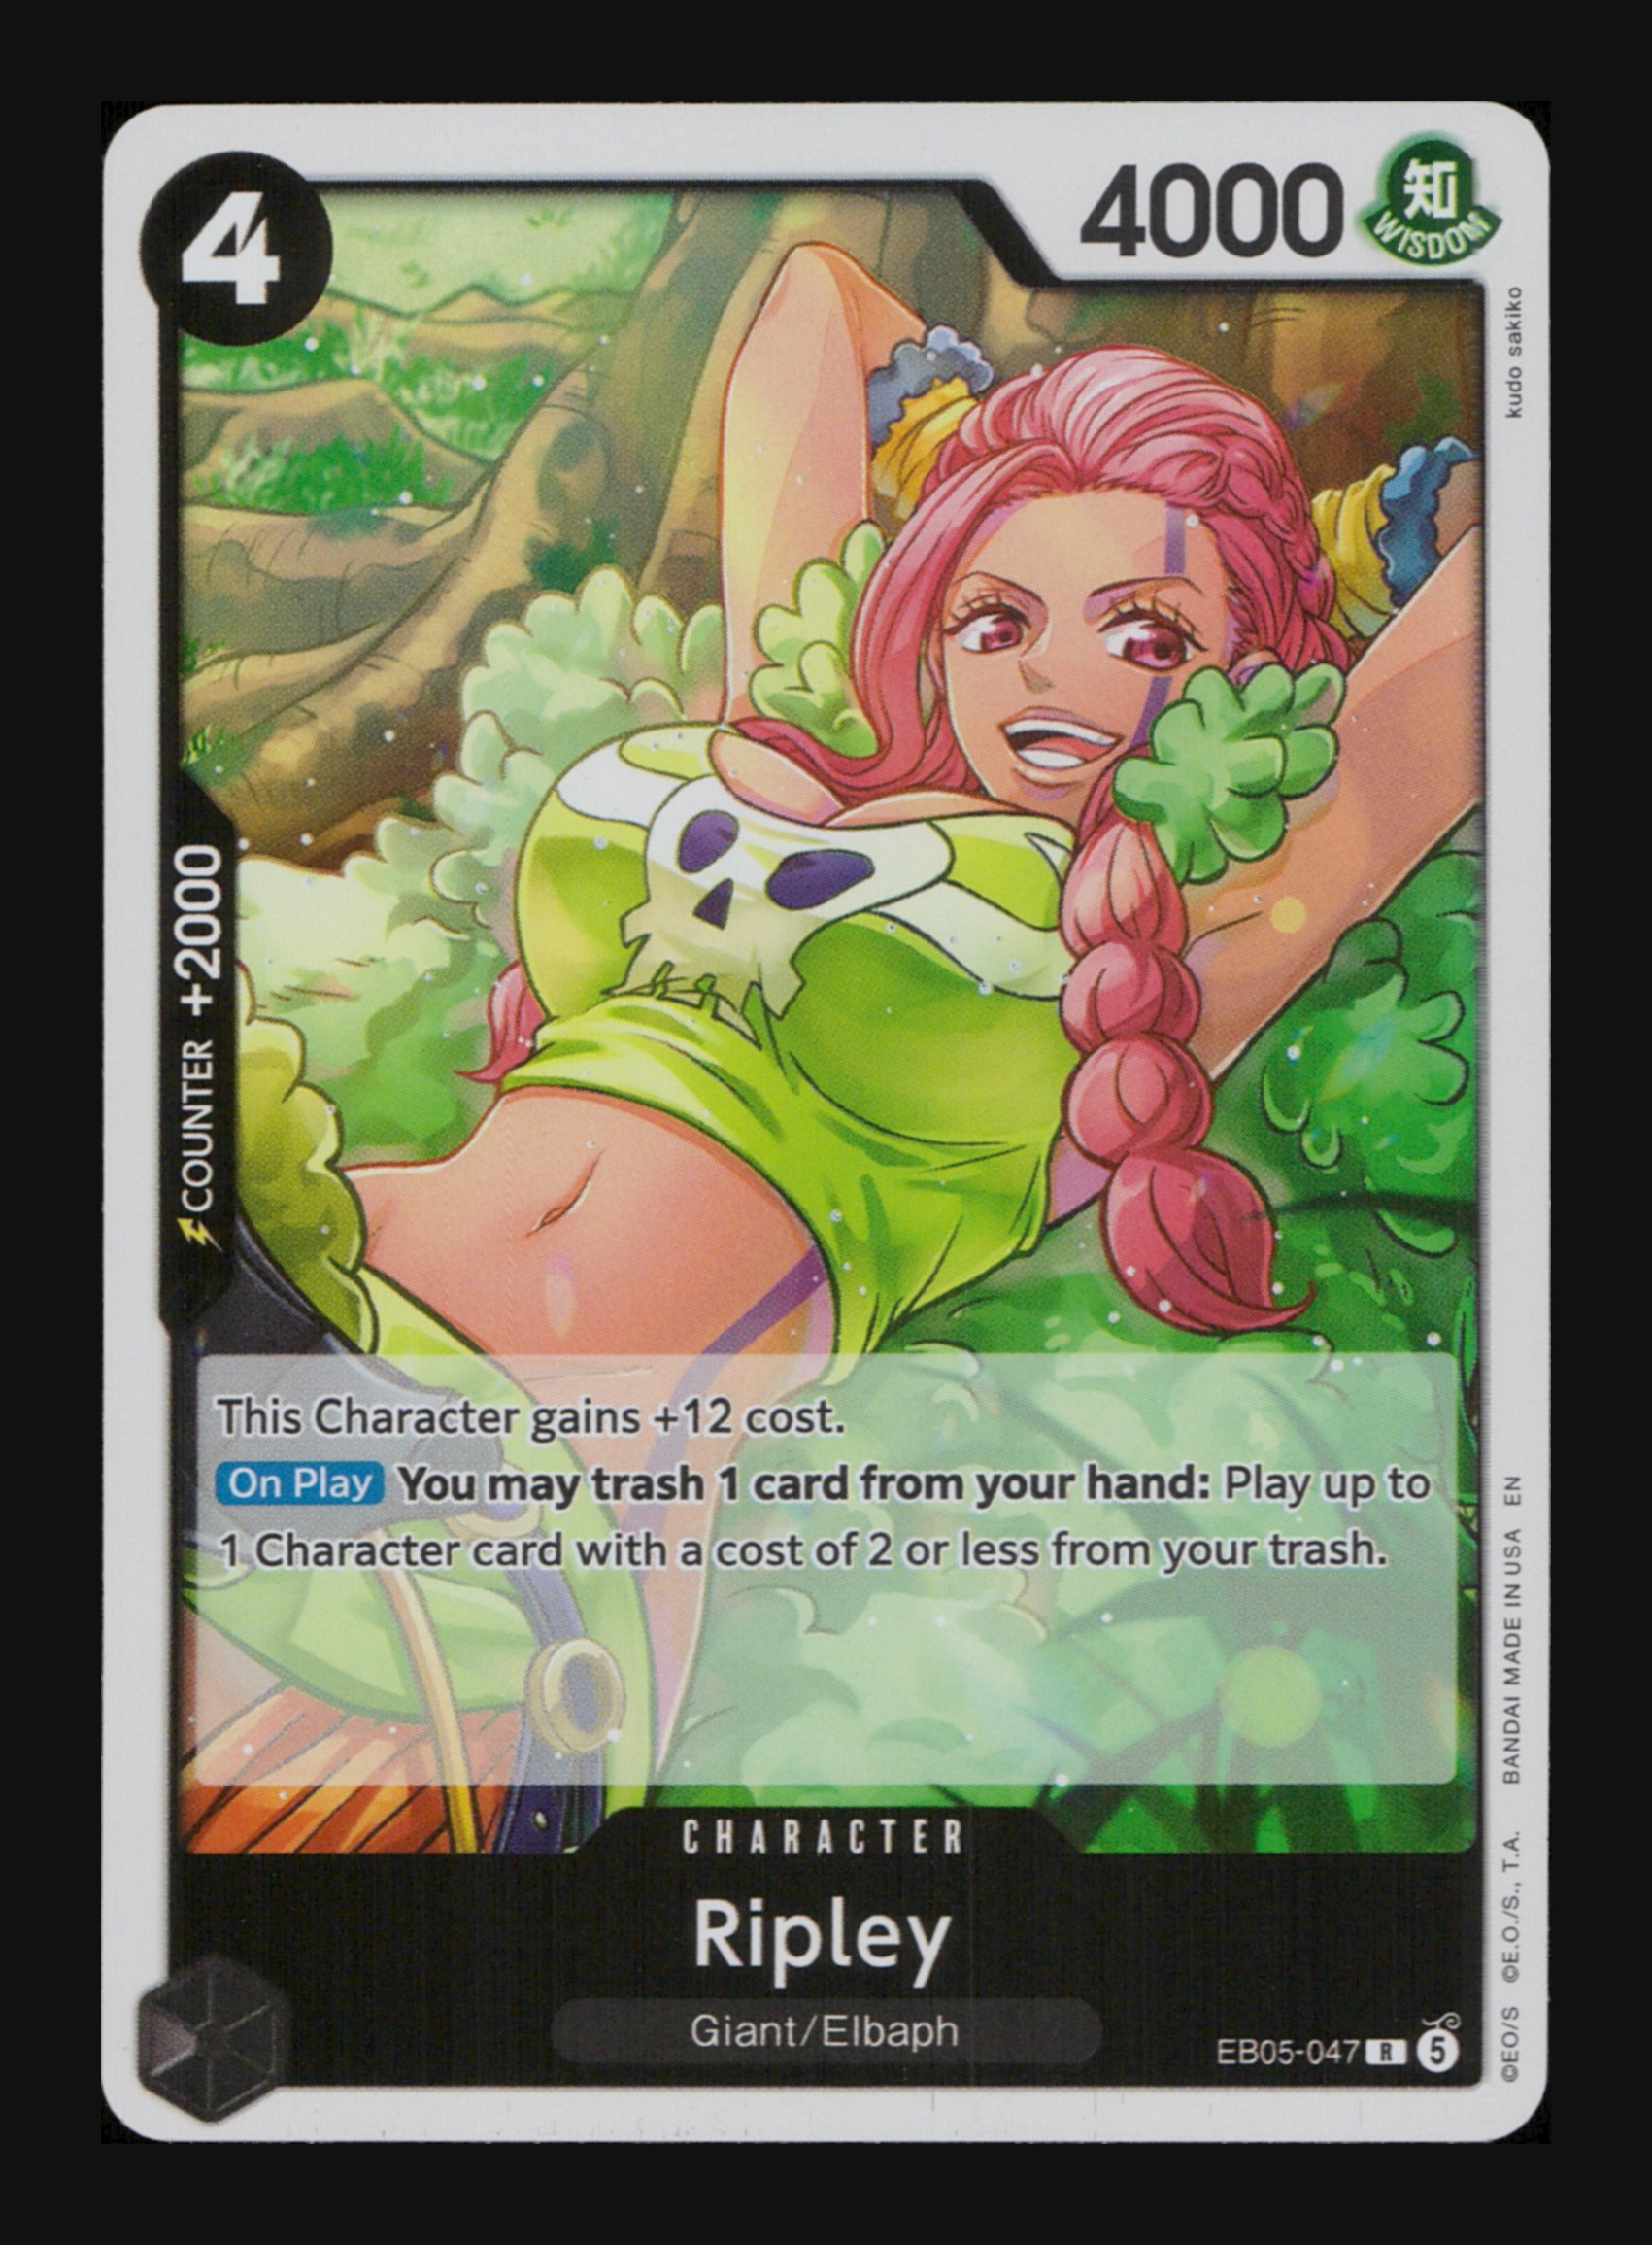 4
4000
知
WISDOM
kudo sakiko
COUNTER +2000
This Character gains +12 cost.
On Play You may trash 1 card from your hand: Play up to
1 Character card with a cost of 2 or less from your trash.
CHARACTER
Ripley
Giant/Elbaph
EB05-047 R 5
©EO/S ©E.O./S., T.A. BANDAI MADE IN USA EN